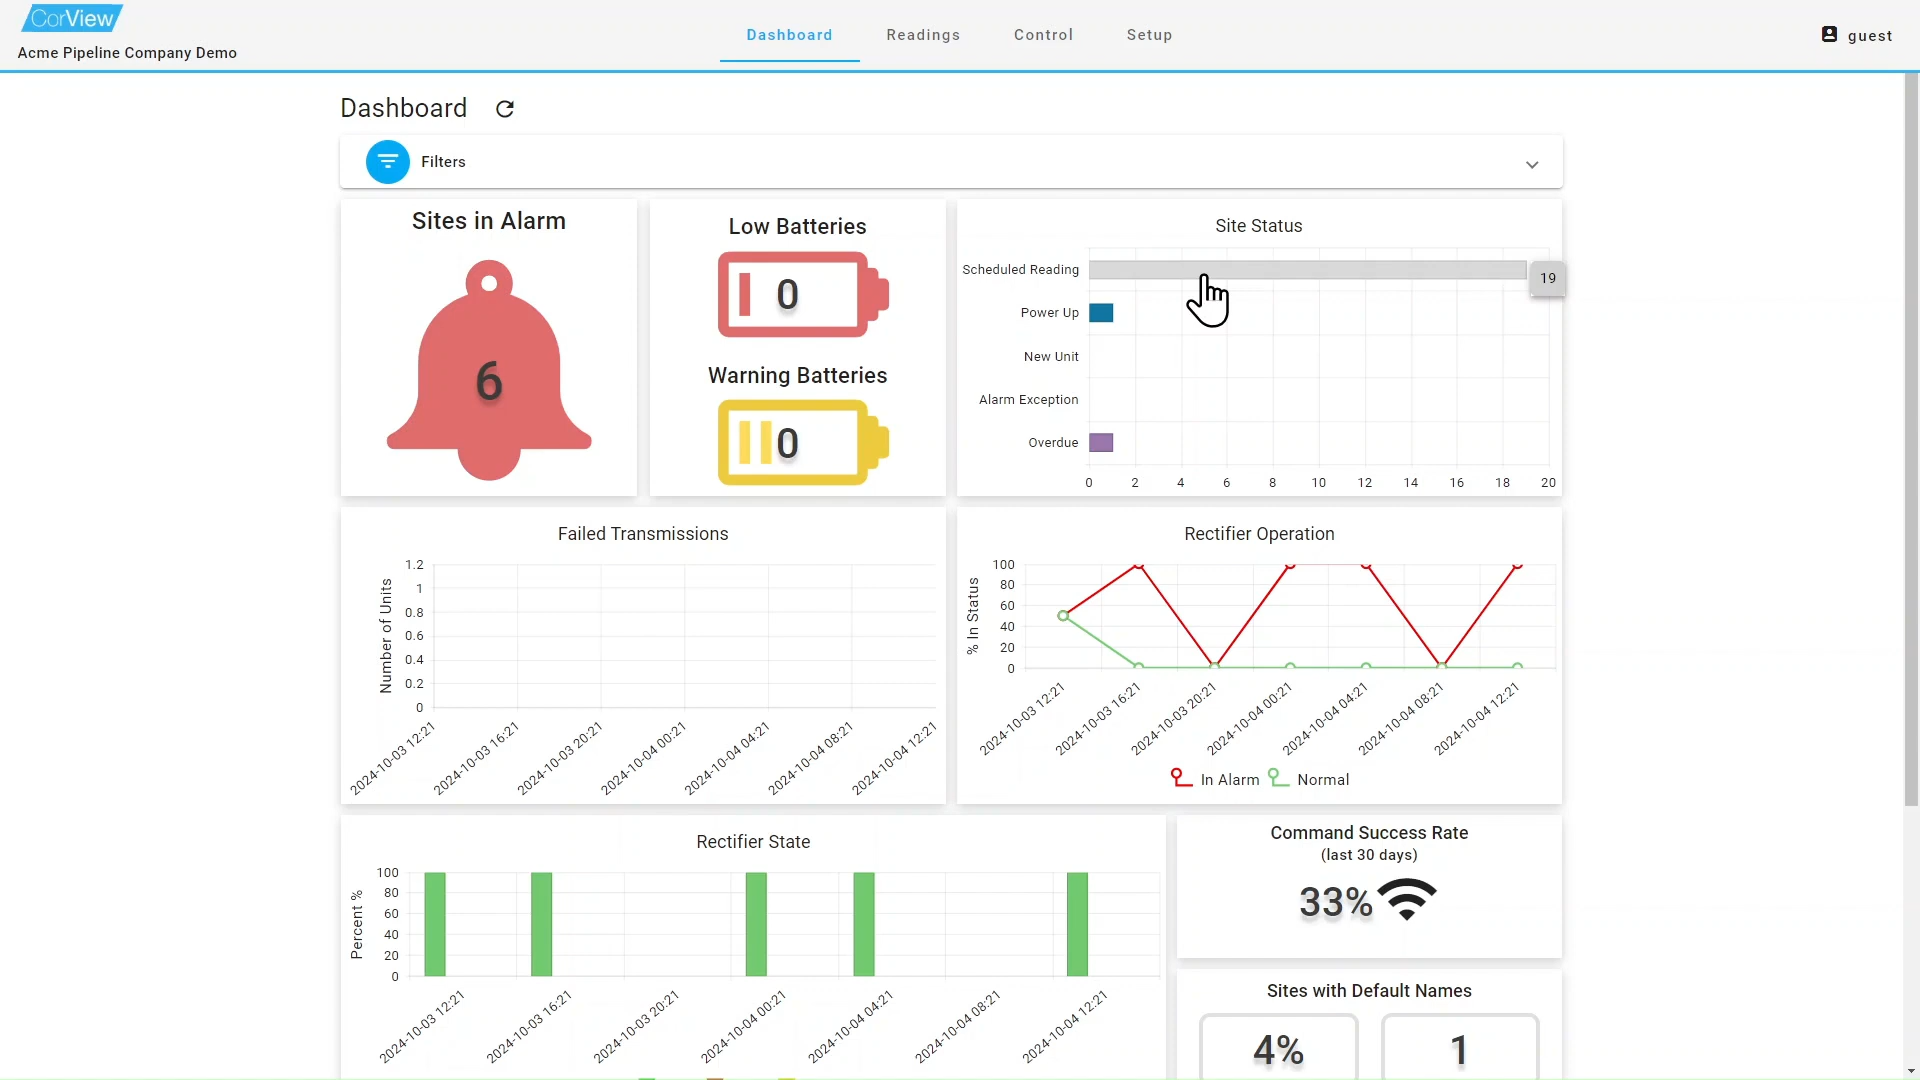 CorView
Acme Pipeline Company Demo
Dashboard
Readings
Control
Setup
guest
Dashboard
Filters
Sites in Alarm
6
Low Batteries
0
Warning Batteries
0
Site Status
Scheduled Reading
19
Power Up
New Unit
Alarm Exception
Overdue
0 2 4 6 8 10 12 14 16 18 20
Failed Transmissions
Number of Units
1.2
1
0.8
0.6
0.4
0.2
0
2024-10-03 12:21
2024-10-03 16:21
2024-10-03 20:21
2024-10-04 00:21
2024-10-04 04:21
2024-10-04 08:21
2024-10-04 12:21
Rectifier Operation
% In Status
100
80
60
40
20
0
2024-10-03 12:21
2024-10-03 16:21
2024-10-03 20:21
2024-10-04 00:21
2024-10-04 04:21
2024-10-04 08:21
2024-10-04 12:21
In Alarm
Normal
Rectifier State
Percent %
100
80
60
40
20
0
2024-10-03 12:21
2024-10-03 16:21
2024-10-03 20:21
2024-10-04 00:21
2024-10-04 04:21
2024-10-04 08:21
2024-10-04 12:21
Command Success Rate
(last 30 days)
33%
Sites with Default Names
4%
1